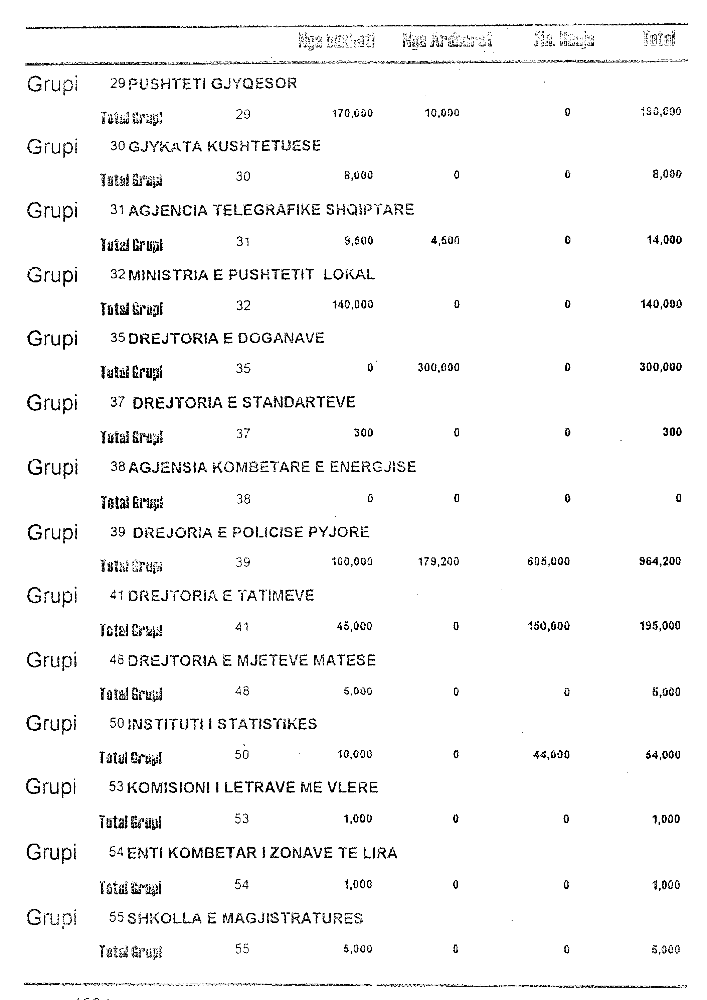 Nga buxheti Nga Ardhurat Fin. Huaja Total
Grupi 29 PUSHTETI GJYQESOR
Total Grupi 29 170,000 10,000 0 180,000
Grupi 30 GJYKATA KUSHTETUESE
Total Grupi 30 8,000 0 0 8,000
Grupi 31 AGJENCIA TELEGRAFIKE SHQIPTARE
Total Grupi 31 9,500 4,500 0 14,000
Grupi 32 MINISTRIA E PUSHTETIT LOKAL
Total Grupi 32 140,000 0 0 140,000
Grupi 35 DREJTORIA E DOGANAVE
Total Grupi 35 0 300,000 0 300,000
Grupi 37 DREJTORIA E STANDARTEVE
Total Grupi 37 300 0 0 300
Grupi 38 AGJENSIA KOMBETARE E ENERGJISE
Total Grupi 38 0 0 0 0
Grupi 39 DREJORIA E POLICISE PYJORE
Total Grupi 39 100,000 179,200 685,000 964,200
Grupi 41 DREJTORIA E TATIMEVE
Total Grupi 41 45,000 0 150,000 195,000
Grupi 48 DREJTORIA E MJETEVE MATESE
Total Grupi 48 5,000 0 0 5,000
Grupi 50 INSTITUTI I STATISTIKES
Total Grupi 50 10,000 0 44,000 54,000
Grupi 53 KOMISIONI I LETRAVE ME VLERE
Total Grupi 53 1,000 0 0 1,000
Grupi 54 ENTI KOMBETAR I ZONAVE TE LIRA
Total Grupi 54 1,000 0 0 1,000
Grupi 55 SHKOLLA E MAGJISTRATURES
Total Grupi 55 5,000 0 0 5,000